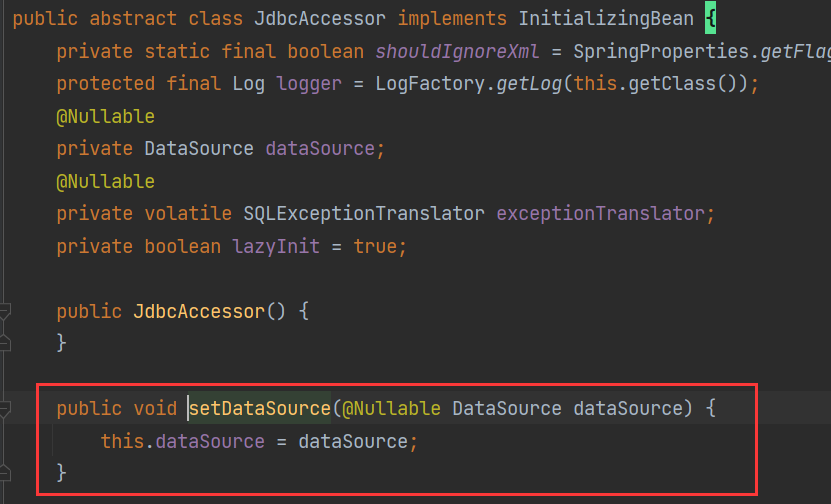 public abstract class JdbcAccessor implements InitializingBean {
    private static final boolean shouldIgnoreXml = SpringProperties.getFlag
    protected final Log logger = LogFactory.getLog(this.getClass());
    @Nullable
    private DataSource dataSource;
    @Nullable
    private volatile SQLExceptionTranslator exceptionTranslator;
    private boolean lazyInit = true;
    public JdbcAccessor() {
    }
    public void setDataSource(@Nullable DataSource dataSource) {
        this.dataSource = dataSource;
    }